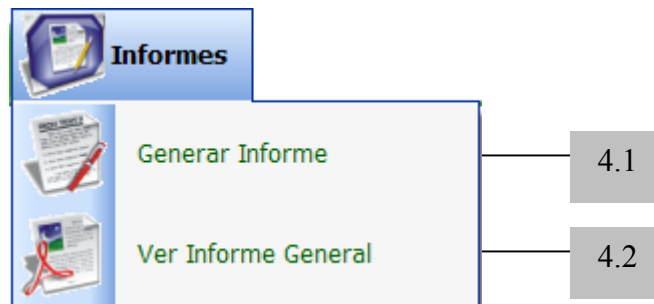 Informes
Generar Informe
4.1
Ver Informe General
4.2